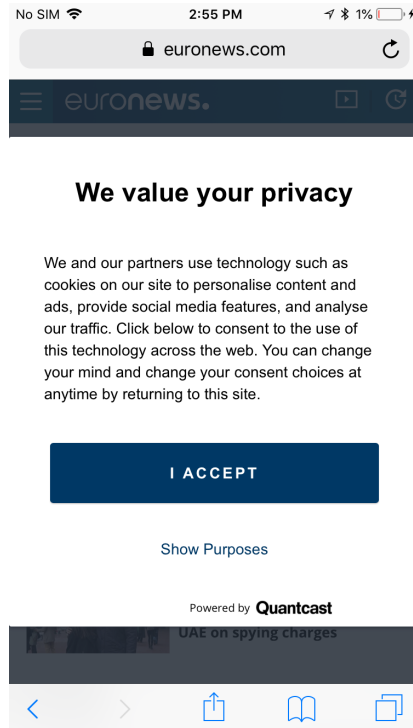 No SIM 2:55 PM 1%
euronews.com
euronews.
We value your privacy
We and our partners use technology such as
cookies on our site to personalise content and
ads, provide social media features, and analyse
our traffic. Click below to consent to the use of
this technology across the web. You can change
your mind and change your consent choices at
anytime by returning to this site.
I ACCEPT
Show Purposes
Powered by Quantcast
UAE on spying charges